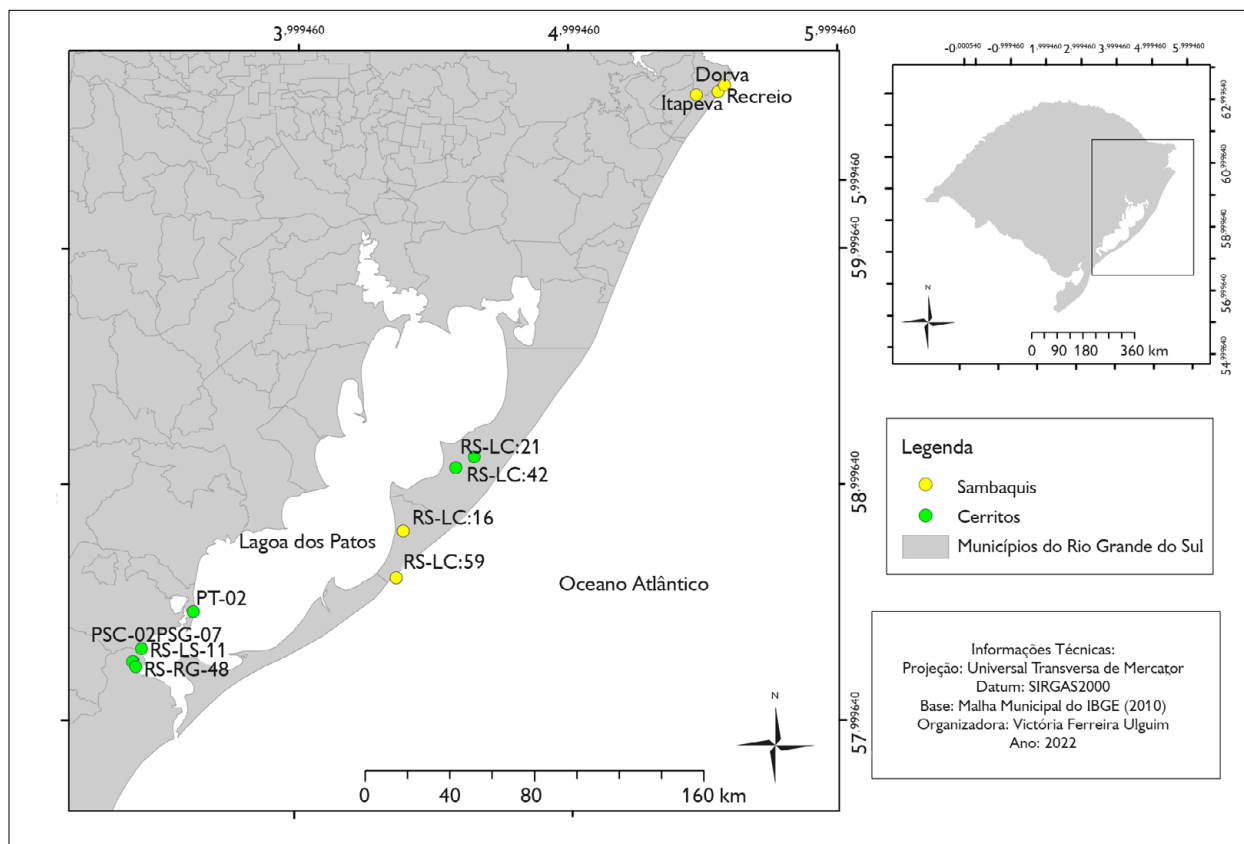 3,999460
4,999460
5,999460
Dorva
Itapeva
Recreio
5,999460
59,999640
RS-LC:21
RS-LC:42
58,999640
RS-LC:16
Lagoa dos Patos
RS-LC:59
Oceano Atlântico
PT-02
PSC-02PSG-07
RS-LS-11
RS-RG-48
57,999640
N
0 40 80 160 km
-0,000540 -0,999460 1,999460 2,999460 3,999460 4,999460 5,999460
62,999640
60,999640
58,999640
56,999640
54,999640
N
0 90 180 360 km
Legenda
Sambaquis
Cerritos
Municípios do Rio Grande do Sul
Informações Técnicas:
Projeção: Universal Transversa de Mercator
Datum: SIRGAS2000
Base: Malha Municipal do IBGE (2010)
Organizadora: Victória Ferreira Ulguim
Ano: 2022